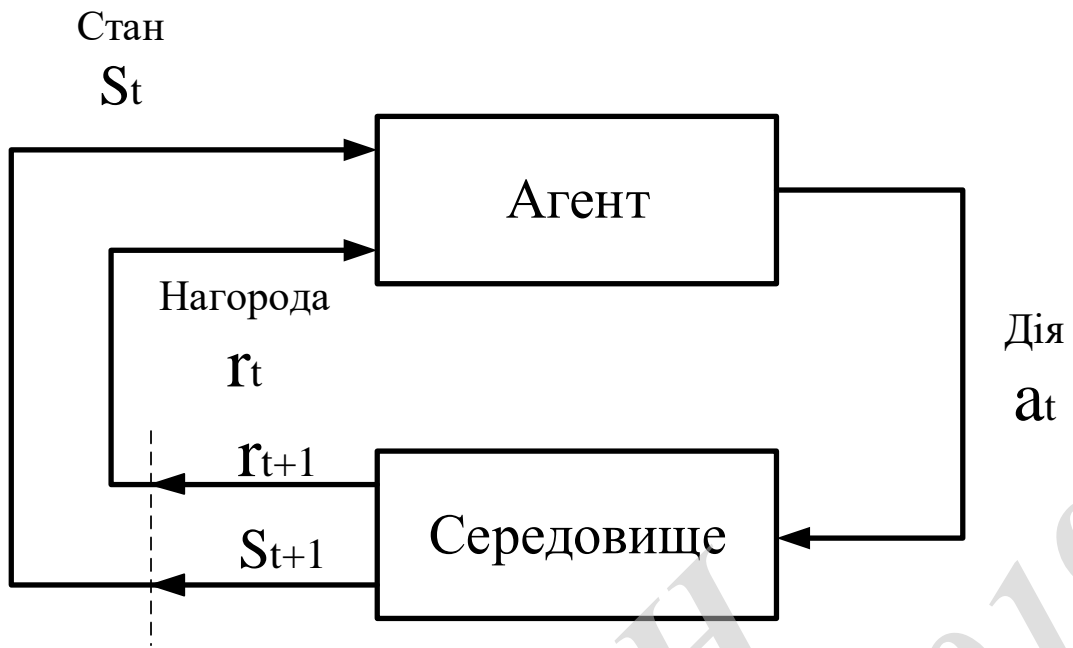 Стан
St
Агент
Нагорода
rt
Дія
at
rt+1
St+1
Середовище